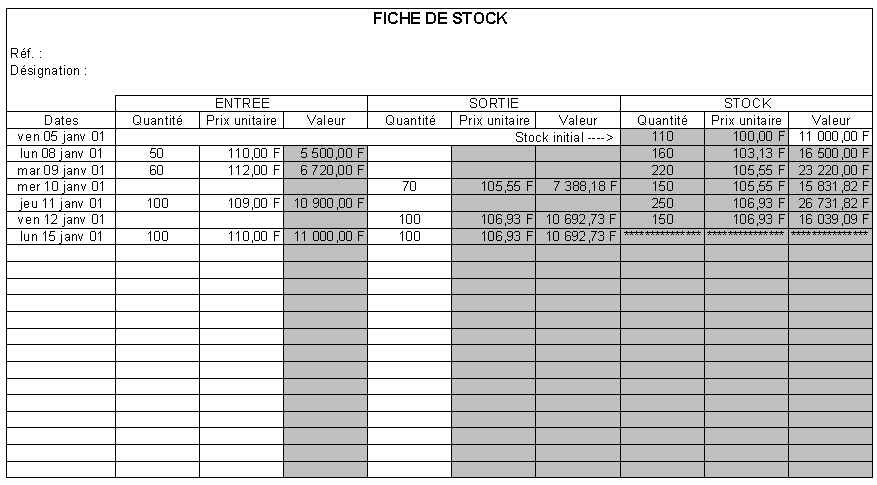 FICHE DE STOCK
Réf. :
Désignation :
ENTREE SORTIE STOCK
Dates Quantité Prix unitaire Valeur Quantité Prix unitaire Valeur Quantité Prix unitaire Valeur
ven 05 janv 01 Stock initial ----> 110 100,00 F 11 000,00 F
lun 08 janv 01 50 110,00 F 5 500,00 F 160 103,13 F 16 500,00 F
mar 09 janv 01 60 112,00 F 6 720,00 F 220 105,55 F 23 220,00 F
mer 10 janv 01 70 105,55 F 7 388,18 F 150 105,55 F 15 831,82 F
jeu 11 janv 01 100 109,00 F 10 900,00 F 250 106,93 F 26 731,82 F
ven 12 janv 01 100 106,93 F 10 692,73 F 150 106,93 F 16 039,09 F
lun 15 janv 01 100 110,00 F 11 000,00 F 100 106,93 F 10 692,73 F *************** *************** ***************